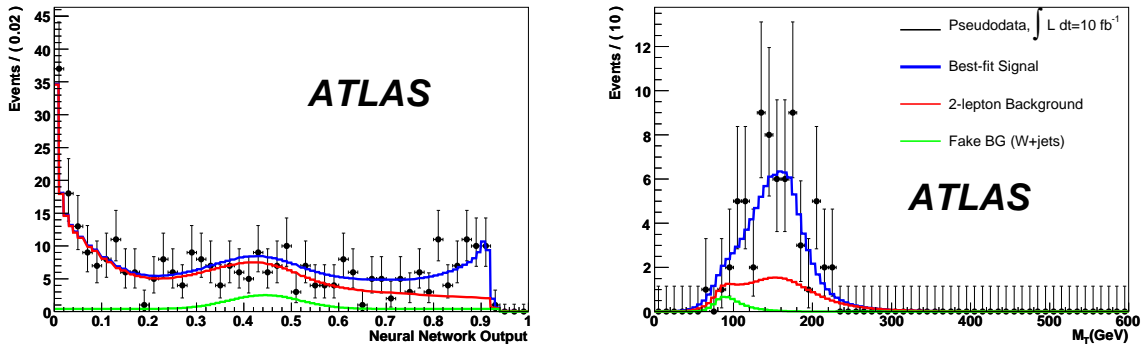 Events / ( 0.02 )
45
40
35
30
25
20
15
10
5
0
ATLAS
0 0.1 0.2 0.3 0.4 0.5 0.6 0.7 0.8 0.9 1
Neural Network Output
Events / ( 10 )
12
10
8
6
4
2
0
Pseudodata, ∫ L dt=10 fb⁻¹
Best-fit Signal
2-lepton Background
Fake BG (W+jets)
ATLAS
0 100 200 300 400 500 600
M_T(GeV)